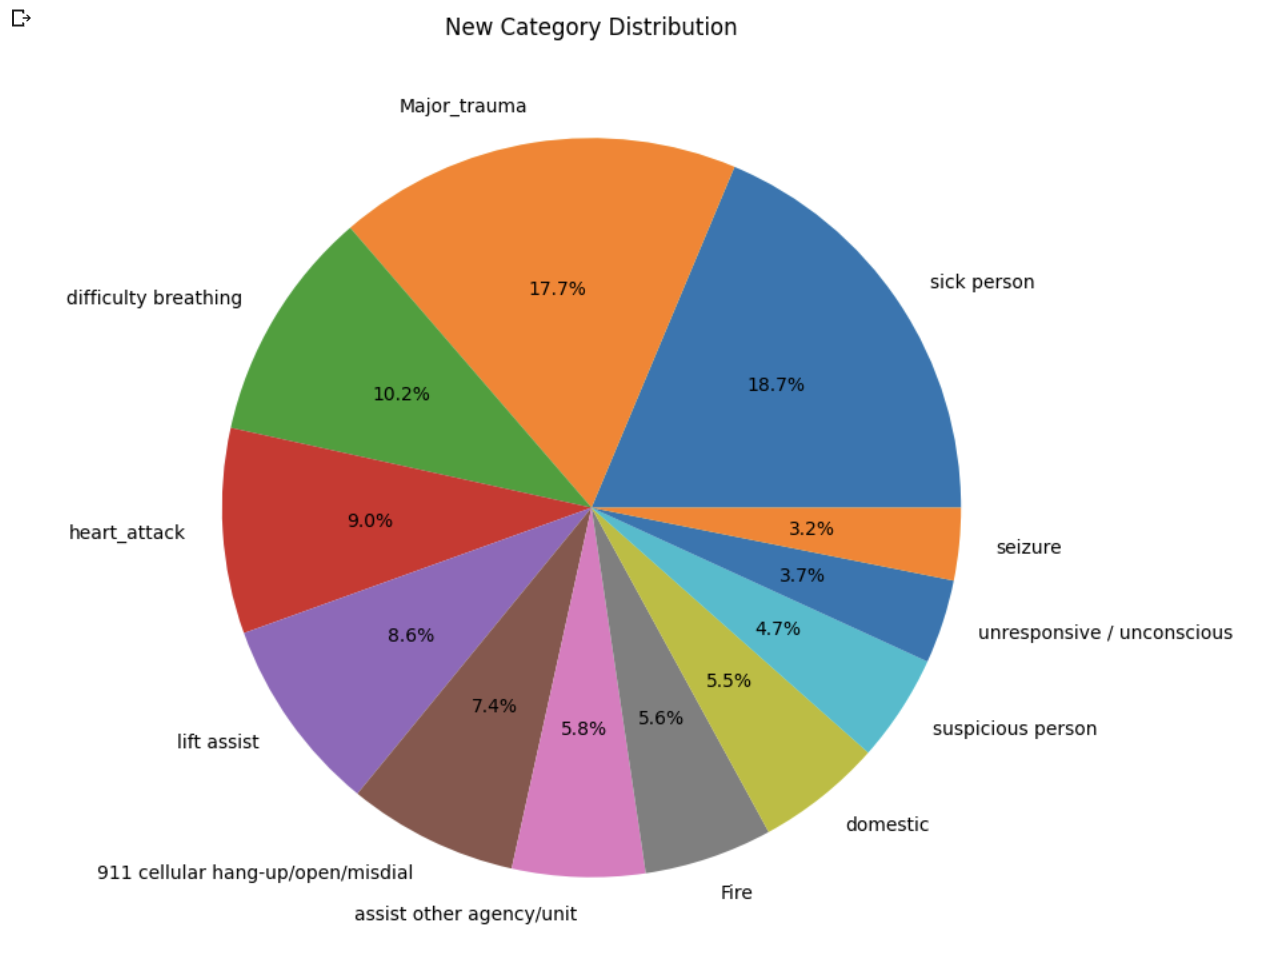 New Category Distribution
Major_trauma
sick person
17.7%
difficulty breathing
18.7%
10.2%
heart_attack
9.0%
3.2%
seizure
3.7%
unresponsive / unconscious
8.6%
4.7%
suspicious person
lift assist
7.4%
5.8%
5.6%
5.5%
domestic
911 cellular hang-up/open/misdial
Fire
assist other agency/unit